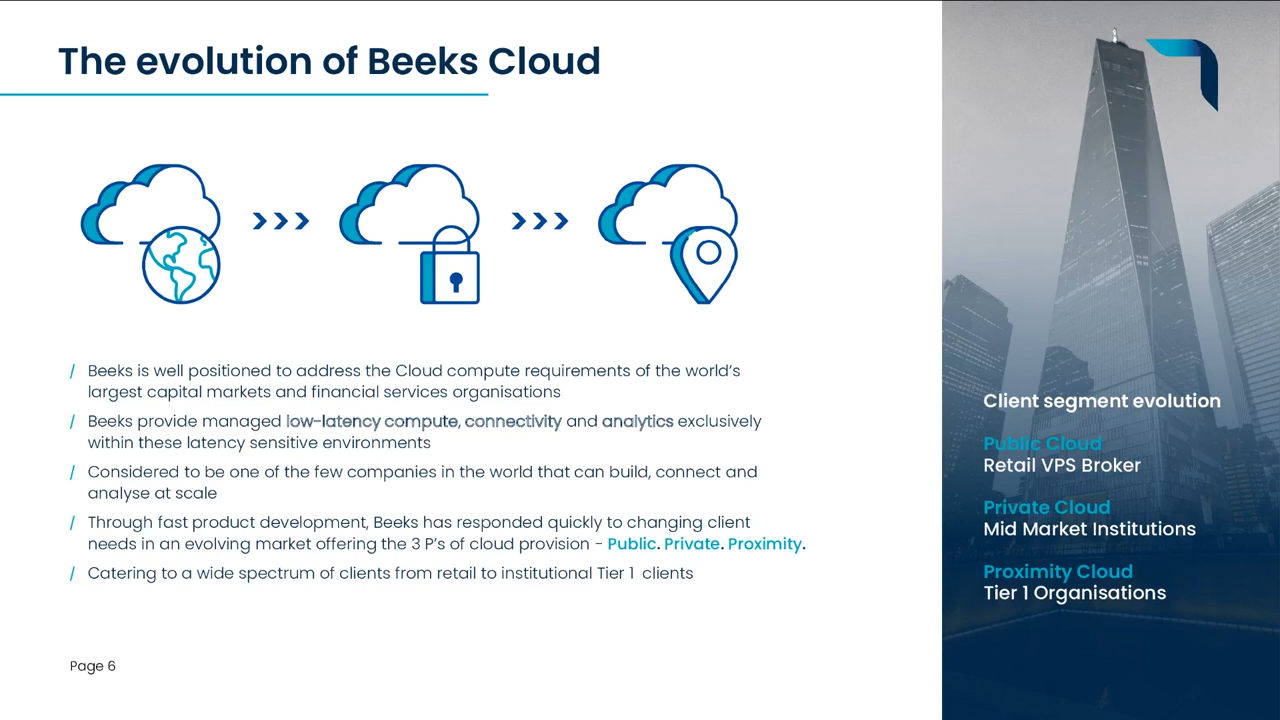 The evolution of Beeks Cloud
/ Beeks is well positioned to address the Cloud compute requirements of the world's
largest capital markets and financial services organisations
/ Beeks provide managed low-latency compute, connectivity and analytics exclusively
within these latency sensitive environments
/ Considered to be one of the few companies in the world that can build, connect and
analyse at scale
/ Through fast product development, Beeks has responded quickly to changing client
needs in an evolving market offering the 3 P's of cloud provision - Public. Private. Proximity.
/ Catering to a wide spectrum of clients from retail to institutional Tier 1 clients
Page 6
Client segment evolution
Public Cloud
Retail VPS Broker
Private Cloud
Mid Market Institutions
Proximity Cloud
Tier 1 Organisations